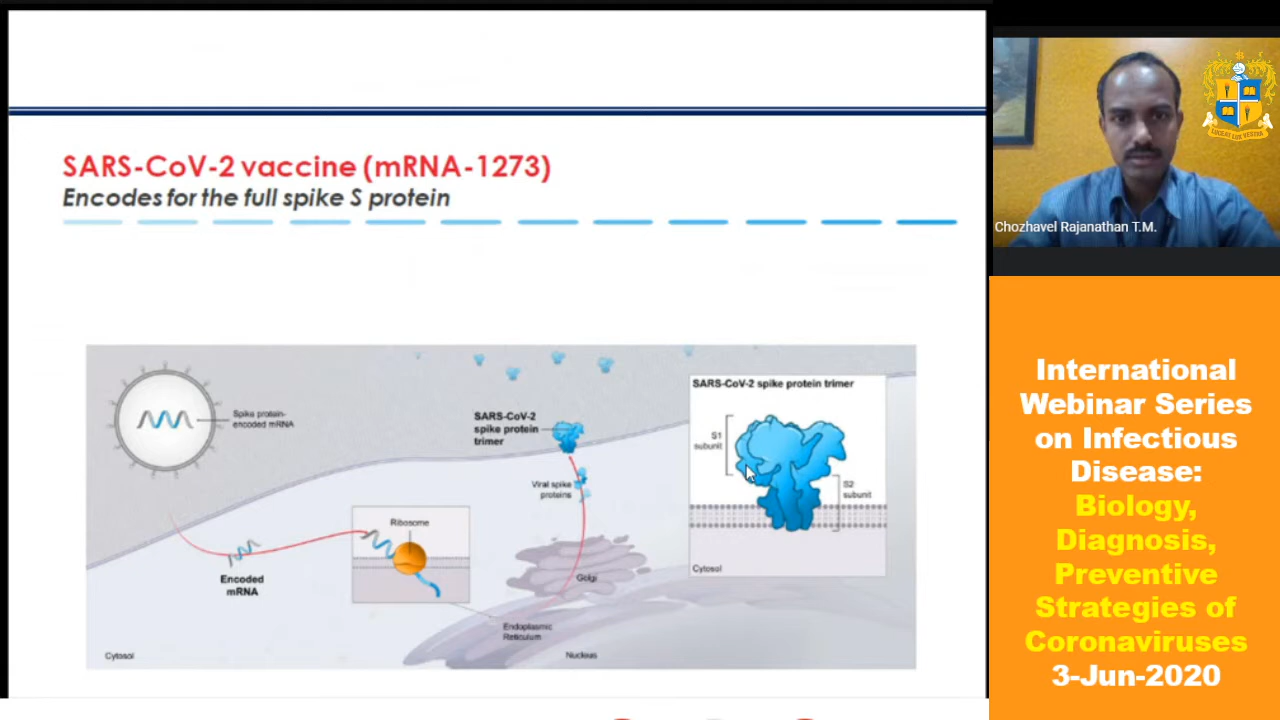 SARS-CoV-2 vaccine (mRNA-1273)
Encodes for the full spike S protein
Spike protein-
encoded mRNA
SARS-CoV-2
spike protein
trimer
Viral spike
proteins
Ribosome
Encoded
mRNA
Golgi
Endoplasmic
Reticulum
Nucleus
Cytosol
SARS-CoV-2 spike protein trimer
S1
subunit
S2
subunit
Cytosol
LUCEAT LUX VESTRA
Chozhavel Rajanathan T.M.
International
Webinar Series
on Infectious
Disease:
Biology,
Diagnosis,
Preventive
Strategies of
Coronaviruses
3-Jun-2020